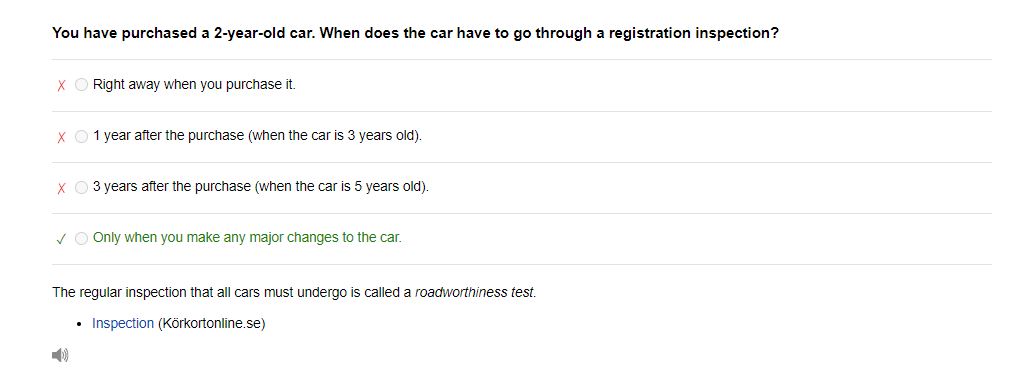 You have purchased a 2-year-old car. When does the car have to go through a registration inspection?
Right away when you purchase it.
1 year after the purchase (when the car is 3 years old).
3 years after the purchase (when the car is 5 years old).
Only when you make any major changes to the car.
The regular inspection that all cars must undergo is called a roadworthiness test.
Inspection (Körkortonline.se)